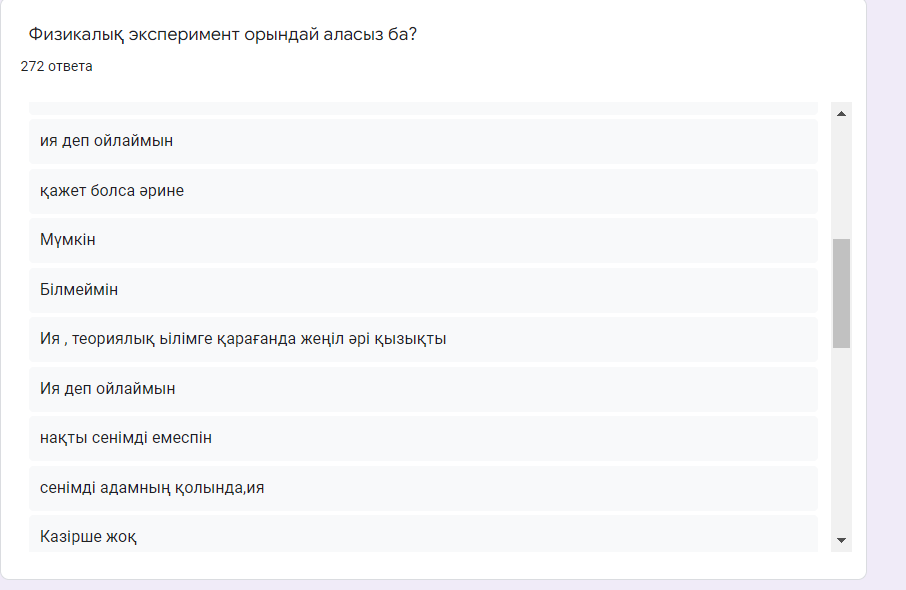 Физикалық эксперимент орындай аласыз ба?
272 ответа
ия деп ойлаймын
қажет болса әрине
Мүмкін
Білмеймін
Ия , теориялық ьілімге қарағанда жеңіл әрі қызықты
Ия деп ойлаймын
нақты сенімді емеспін
сенімді адамның қолында,ия
Казірше жоқ